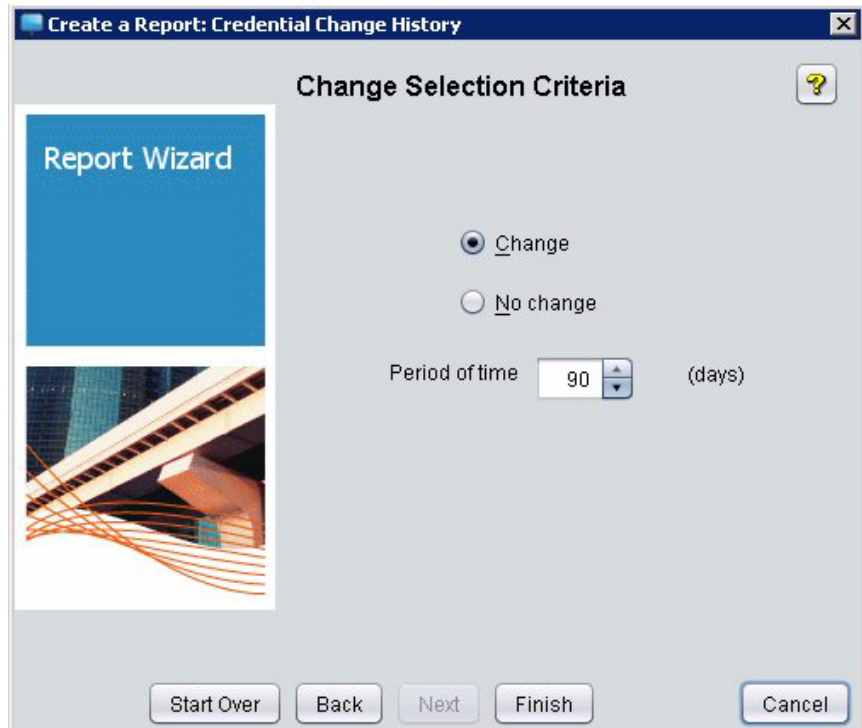 Create a Report: Credential Change History
Change Selection Criteria
?
Report Wizard
Change
No change
Period of time 90 (days)
Start Over Back Next Finish Cancel